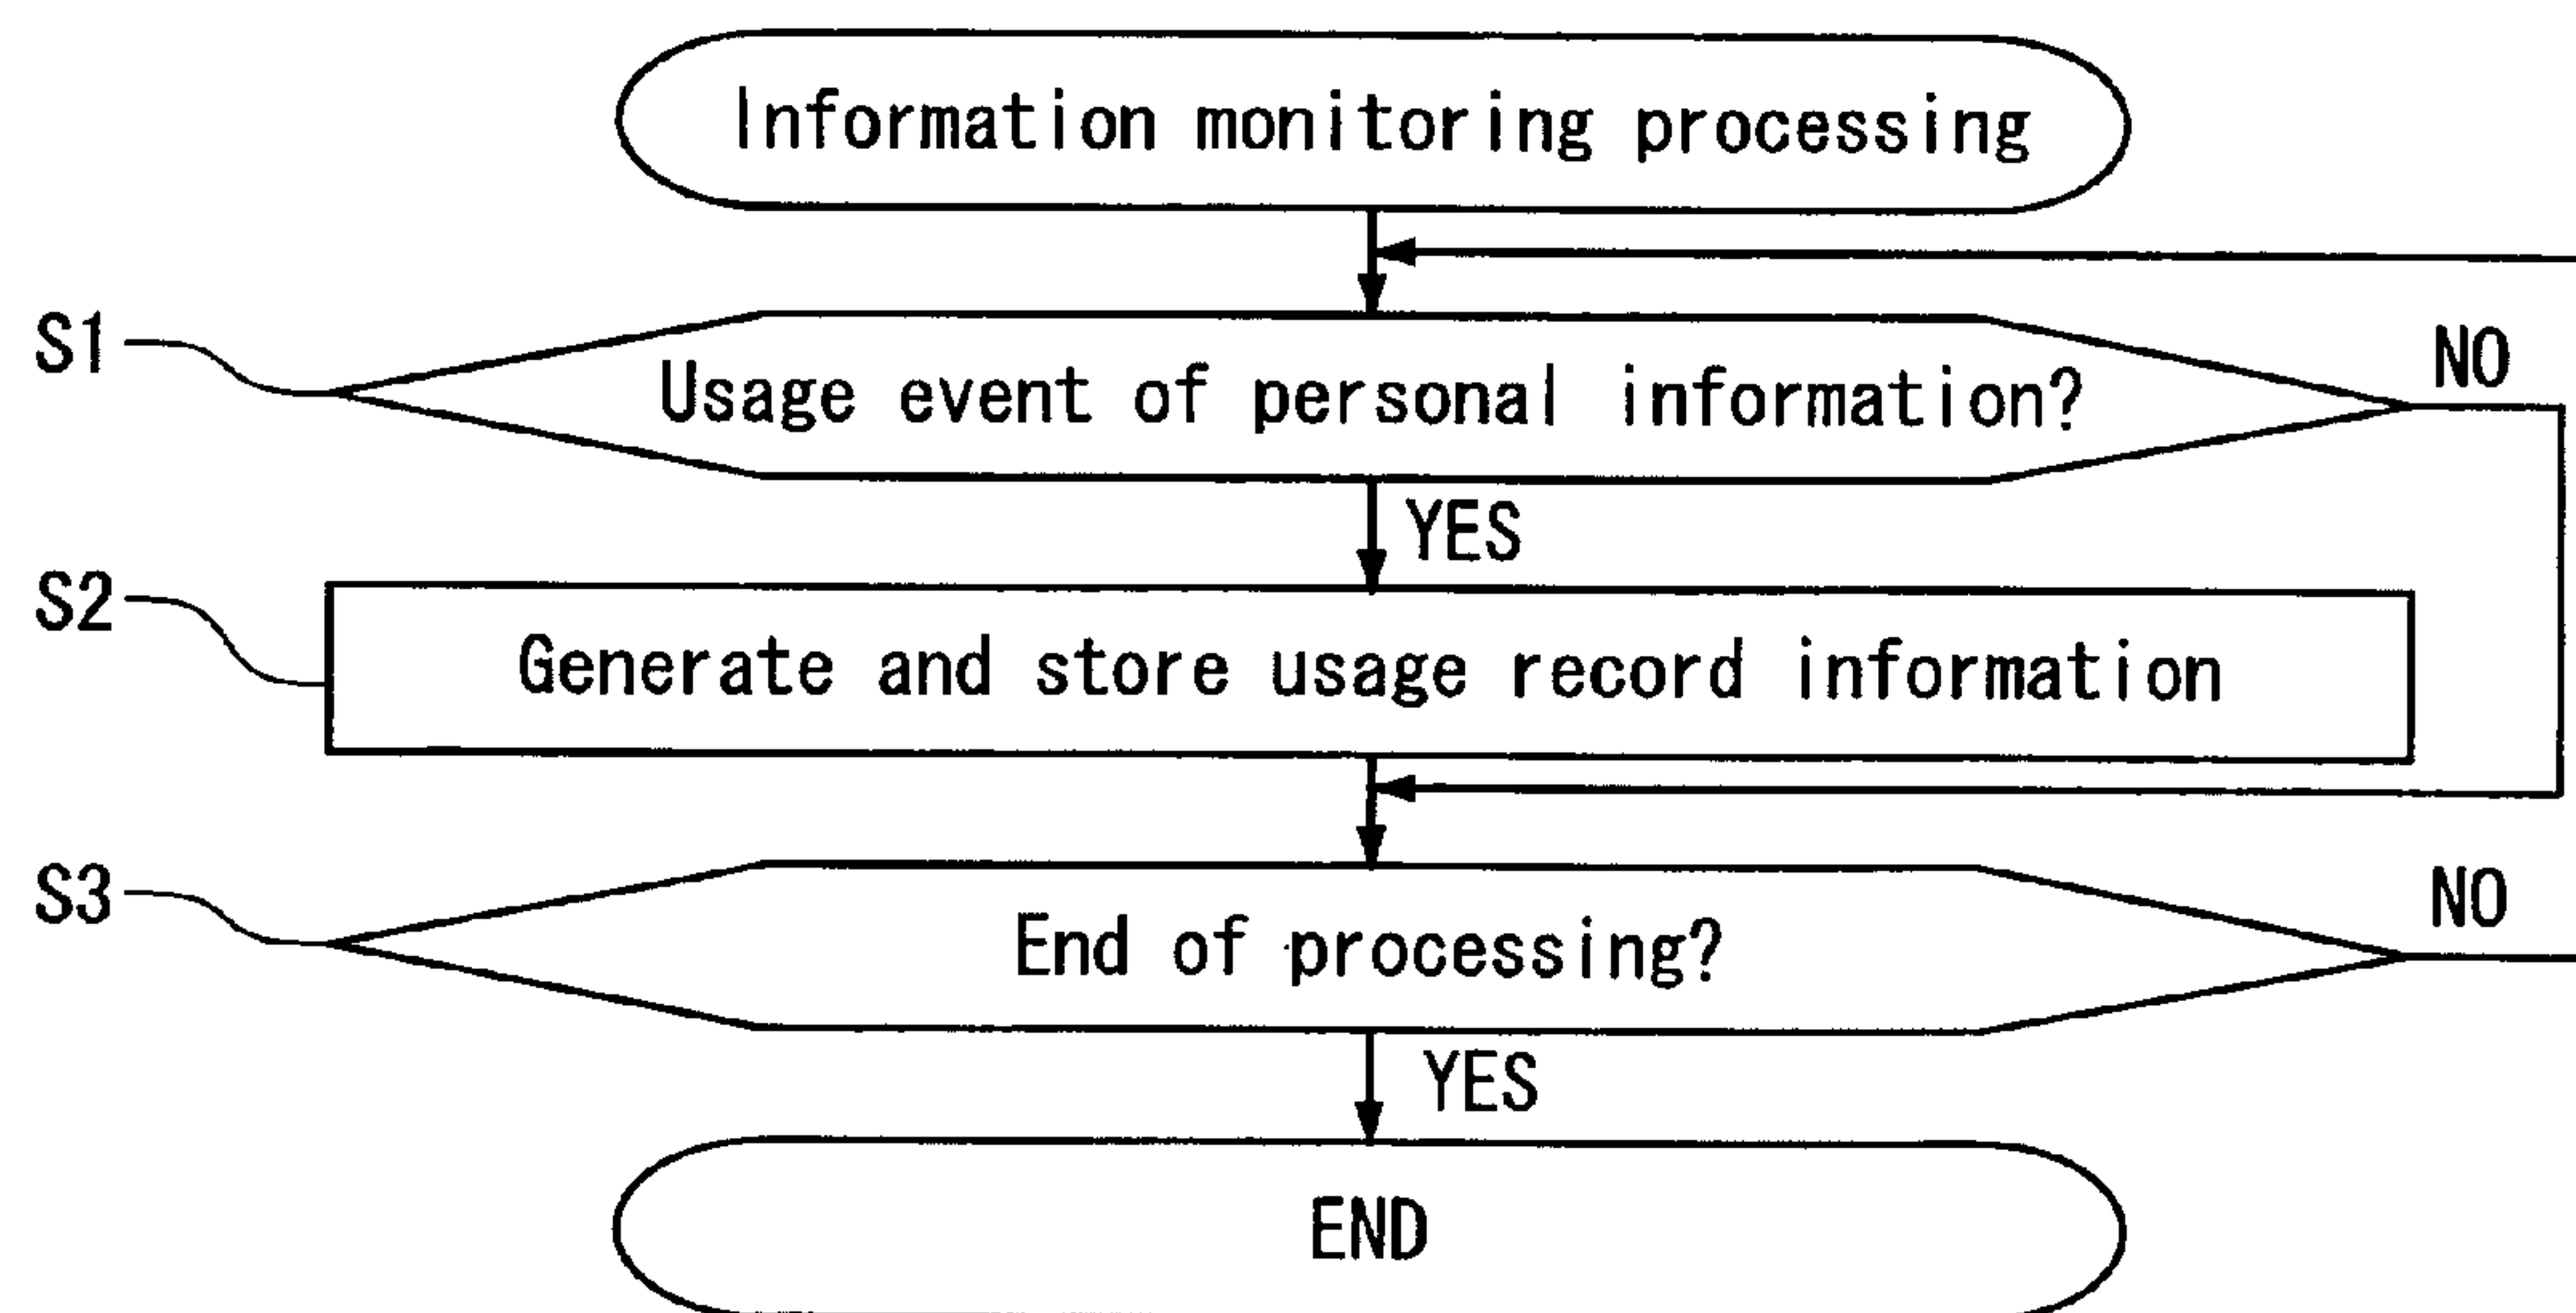 Information monitoring processing
S1
Usage event of personal information?
NO
YES
S2
Generate and store usage record information
S3
End of processing?
NO
YES
END